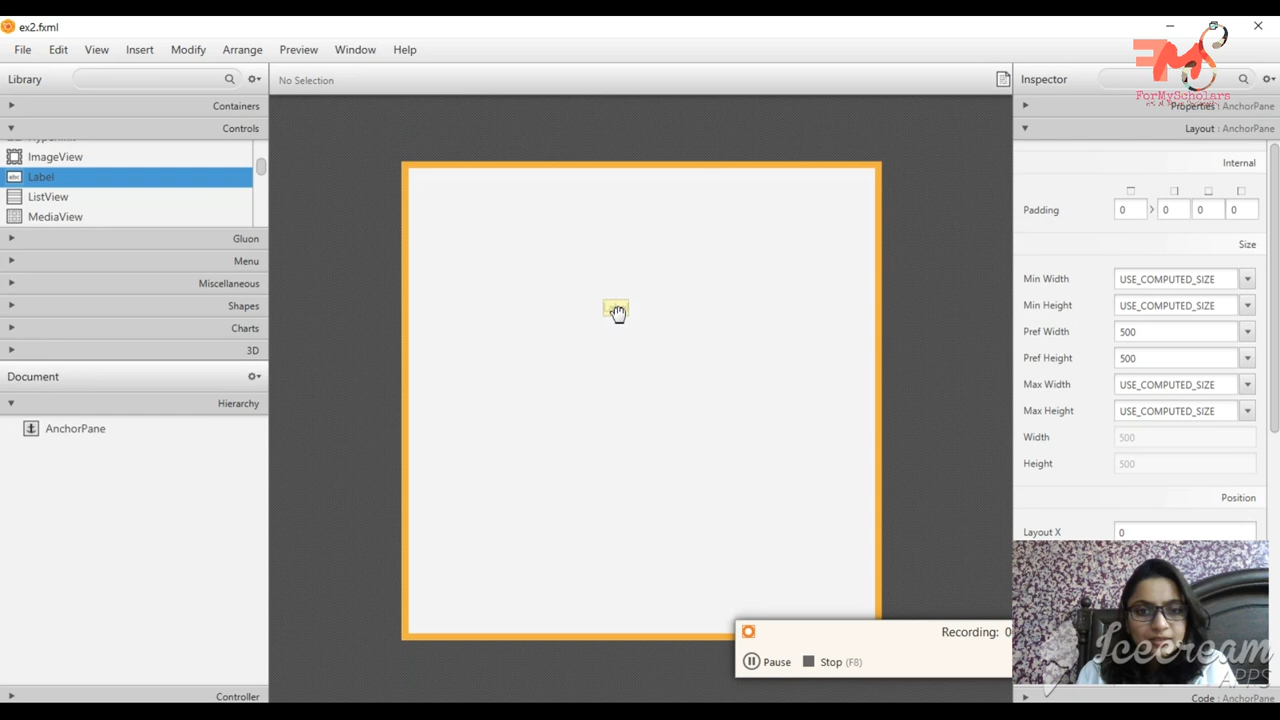 ex2.fxml
File Edit View Insert Modify Arrange Preview Window Help
Library
No Selection
Inspector
ForMyScholars
Containers
Properties : AnchorPane
Controls
Layout : AnchorPane
ImageView
Label
ListView
MediaView
Gluon
Menu
Miscellaneous
Shapes
Charts
3D
Document
Hierarchy
AnchorPane
Controller
Internal
Padding 0 0 0 0
Size
Min Width USE_COMPUTED_SIZE
Min Height USE_COMPUTED_SIZE
Pref Width 500
Pref Height 500
Max Width USE_COMPUTED_SIZE
Max Height USE_COMPUTED_SIZE
Width 500
Height 500
Position
Layout X 0
Code : AnchorPane
Recording: 0
Pause Stop (F8)
Icecream
APPS